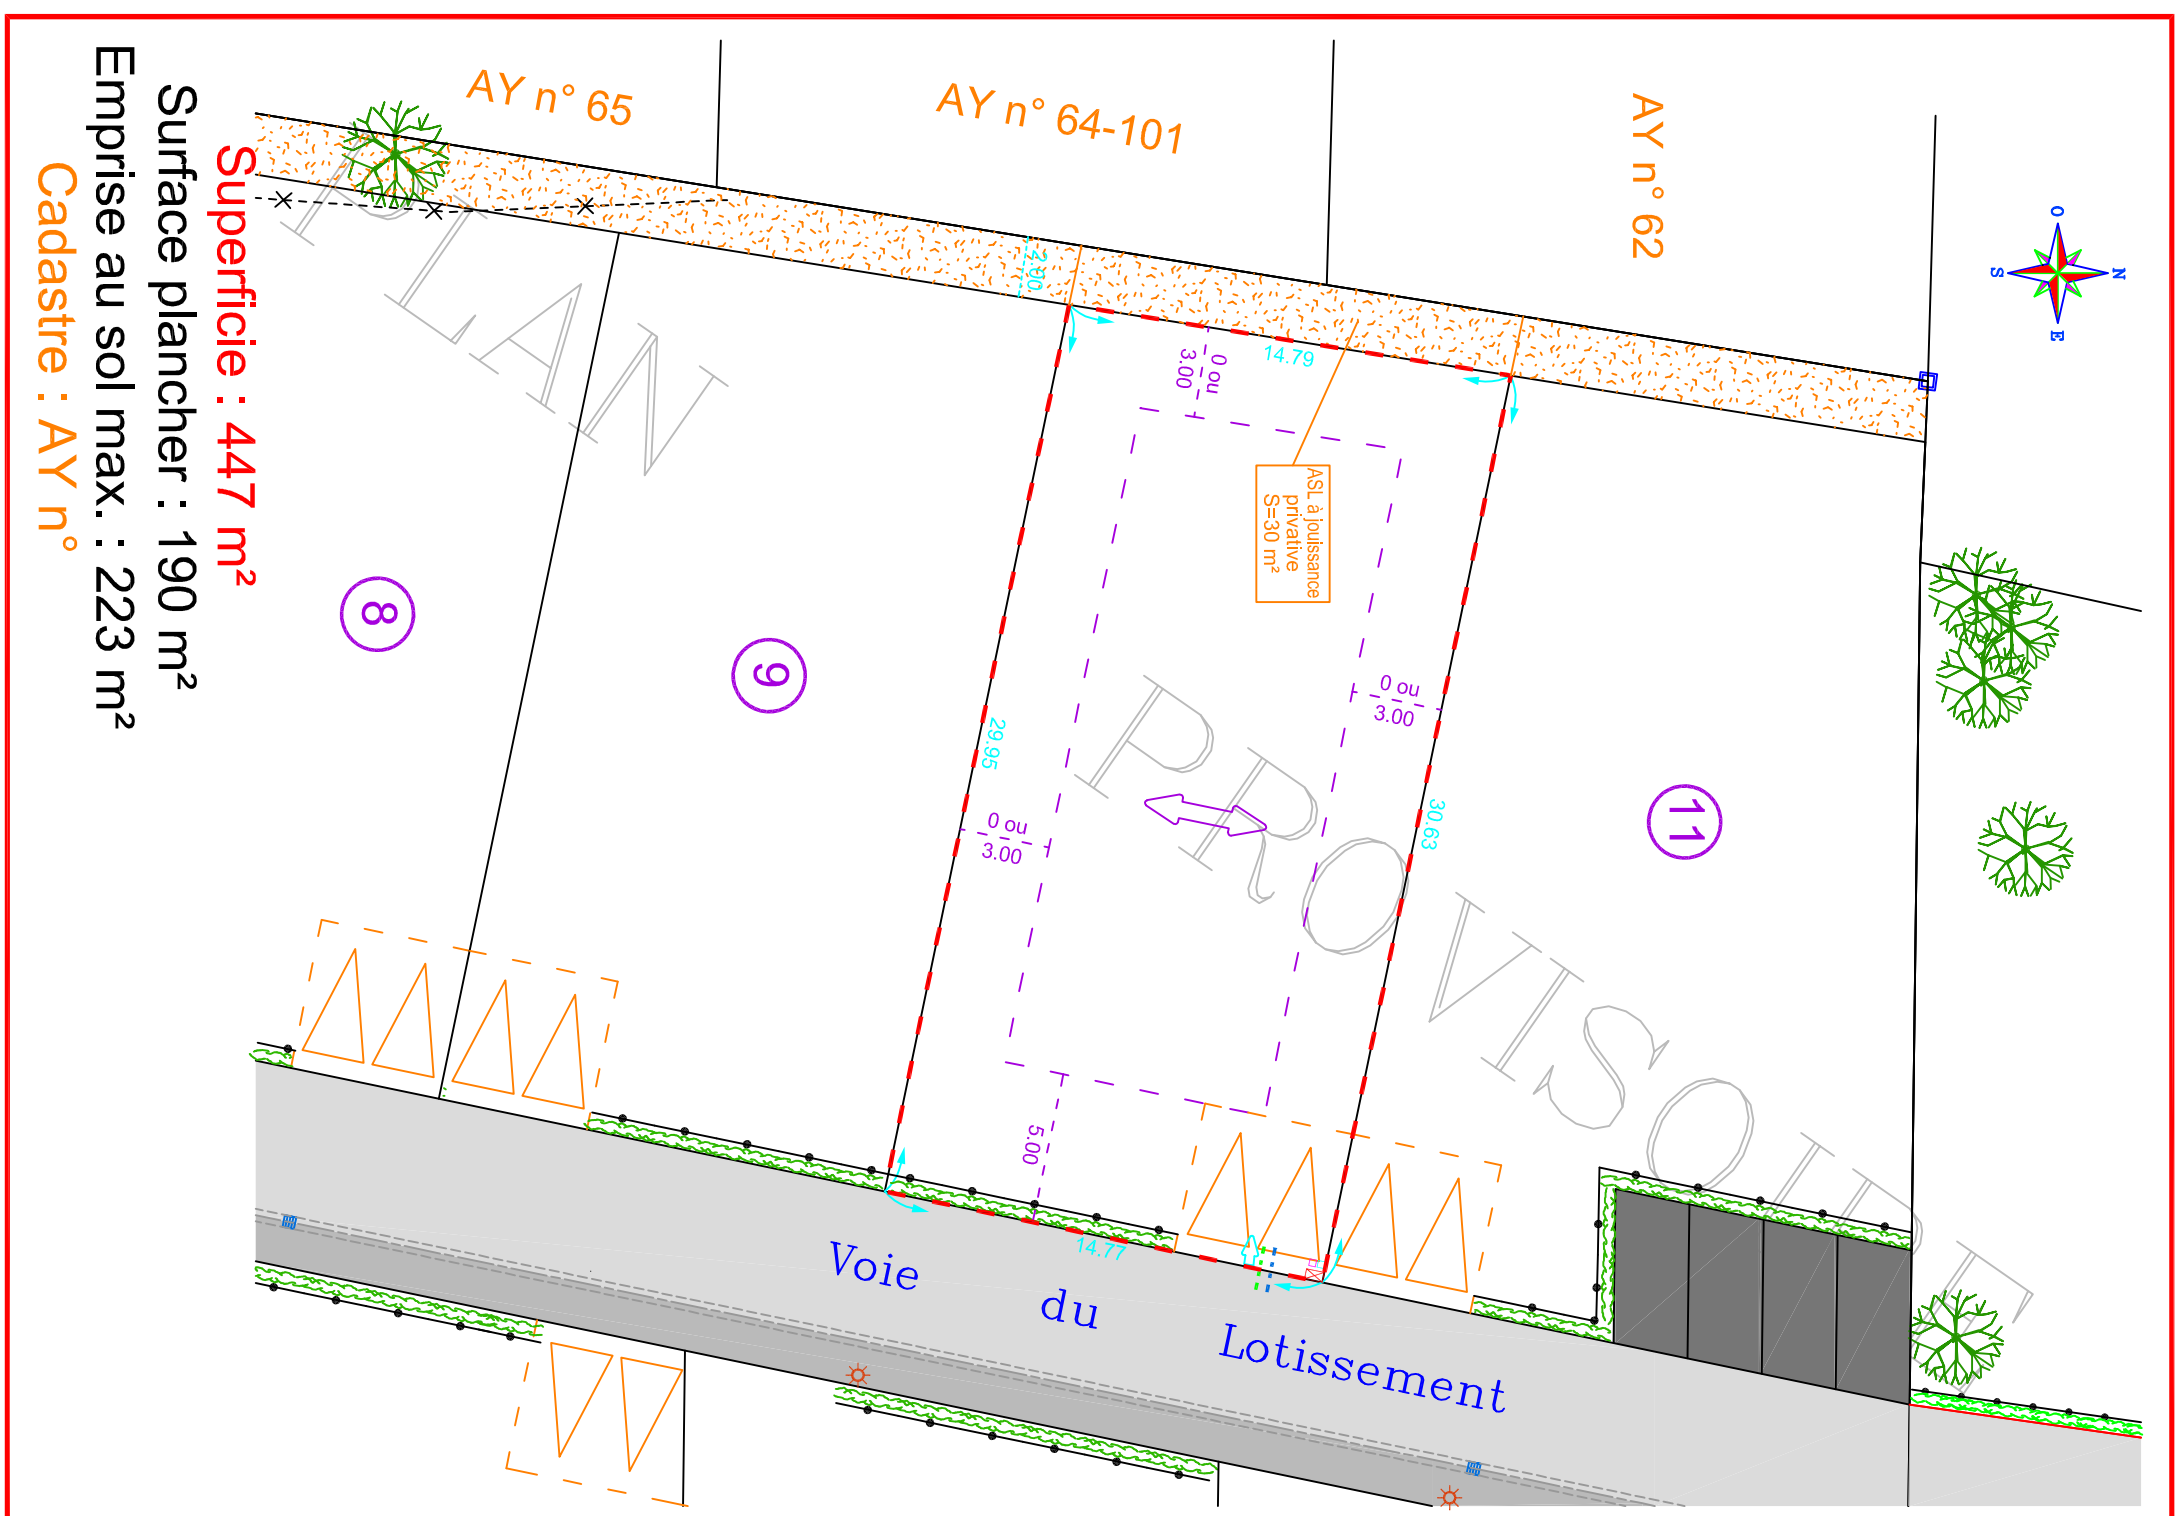 Superficie : 447 m²
Surface plancher : 190 m²
Emprise au sol max. : 223 m²
Cadastre : AY n°
AY n° 65
AY n° 64-101
AY n° 62
O
N
S
E
2.00
14.79
0 ou
3.00
ASL à jouissance
privative
S=30 m²
8
9
11
0 ou
3.00
29.95
30.63
0 ou
3.00
5.00
14.77
Voie du Lotissement
PLAN PROVISOIRE